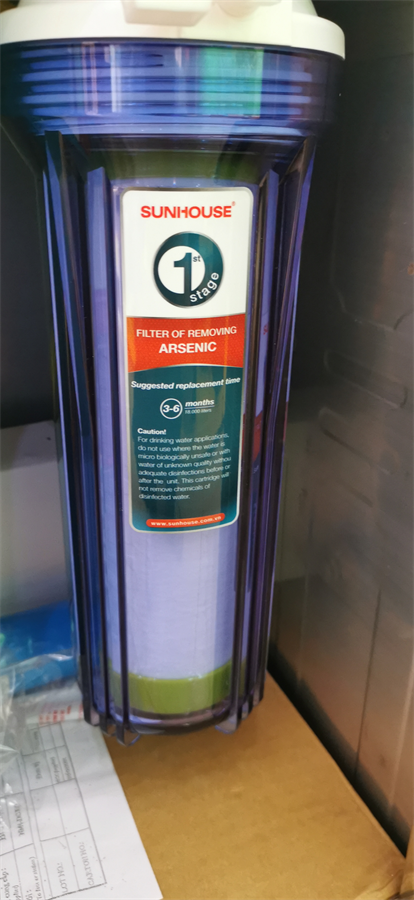 SUNHOUSE®
1st
stage
FILTER OF REMOVING
ARSENIC
Suggested replacement time
3-6 months
Caution!
For drinking water applications,
do not use where the water is
micro biologically unsafe or with
water of unknown quality withou
adequate disinfections before or
after the unit. This cartridge will
not remove chemicals of
disinfected water.
www.sunhouse.com.vn